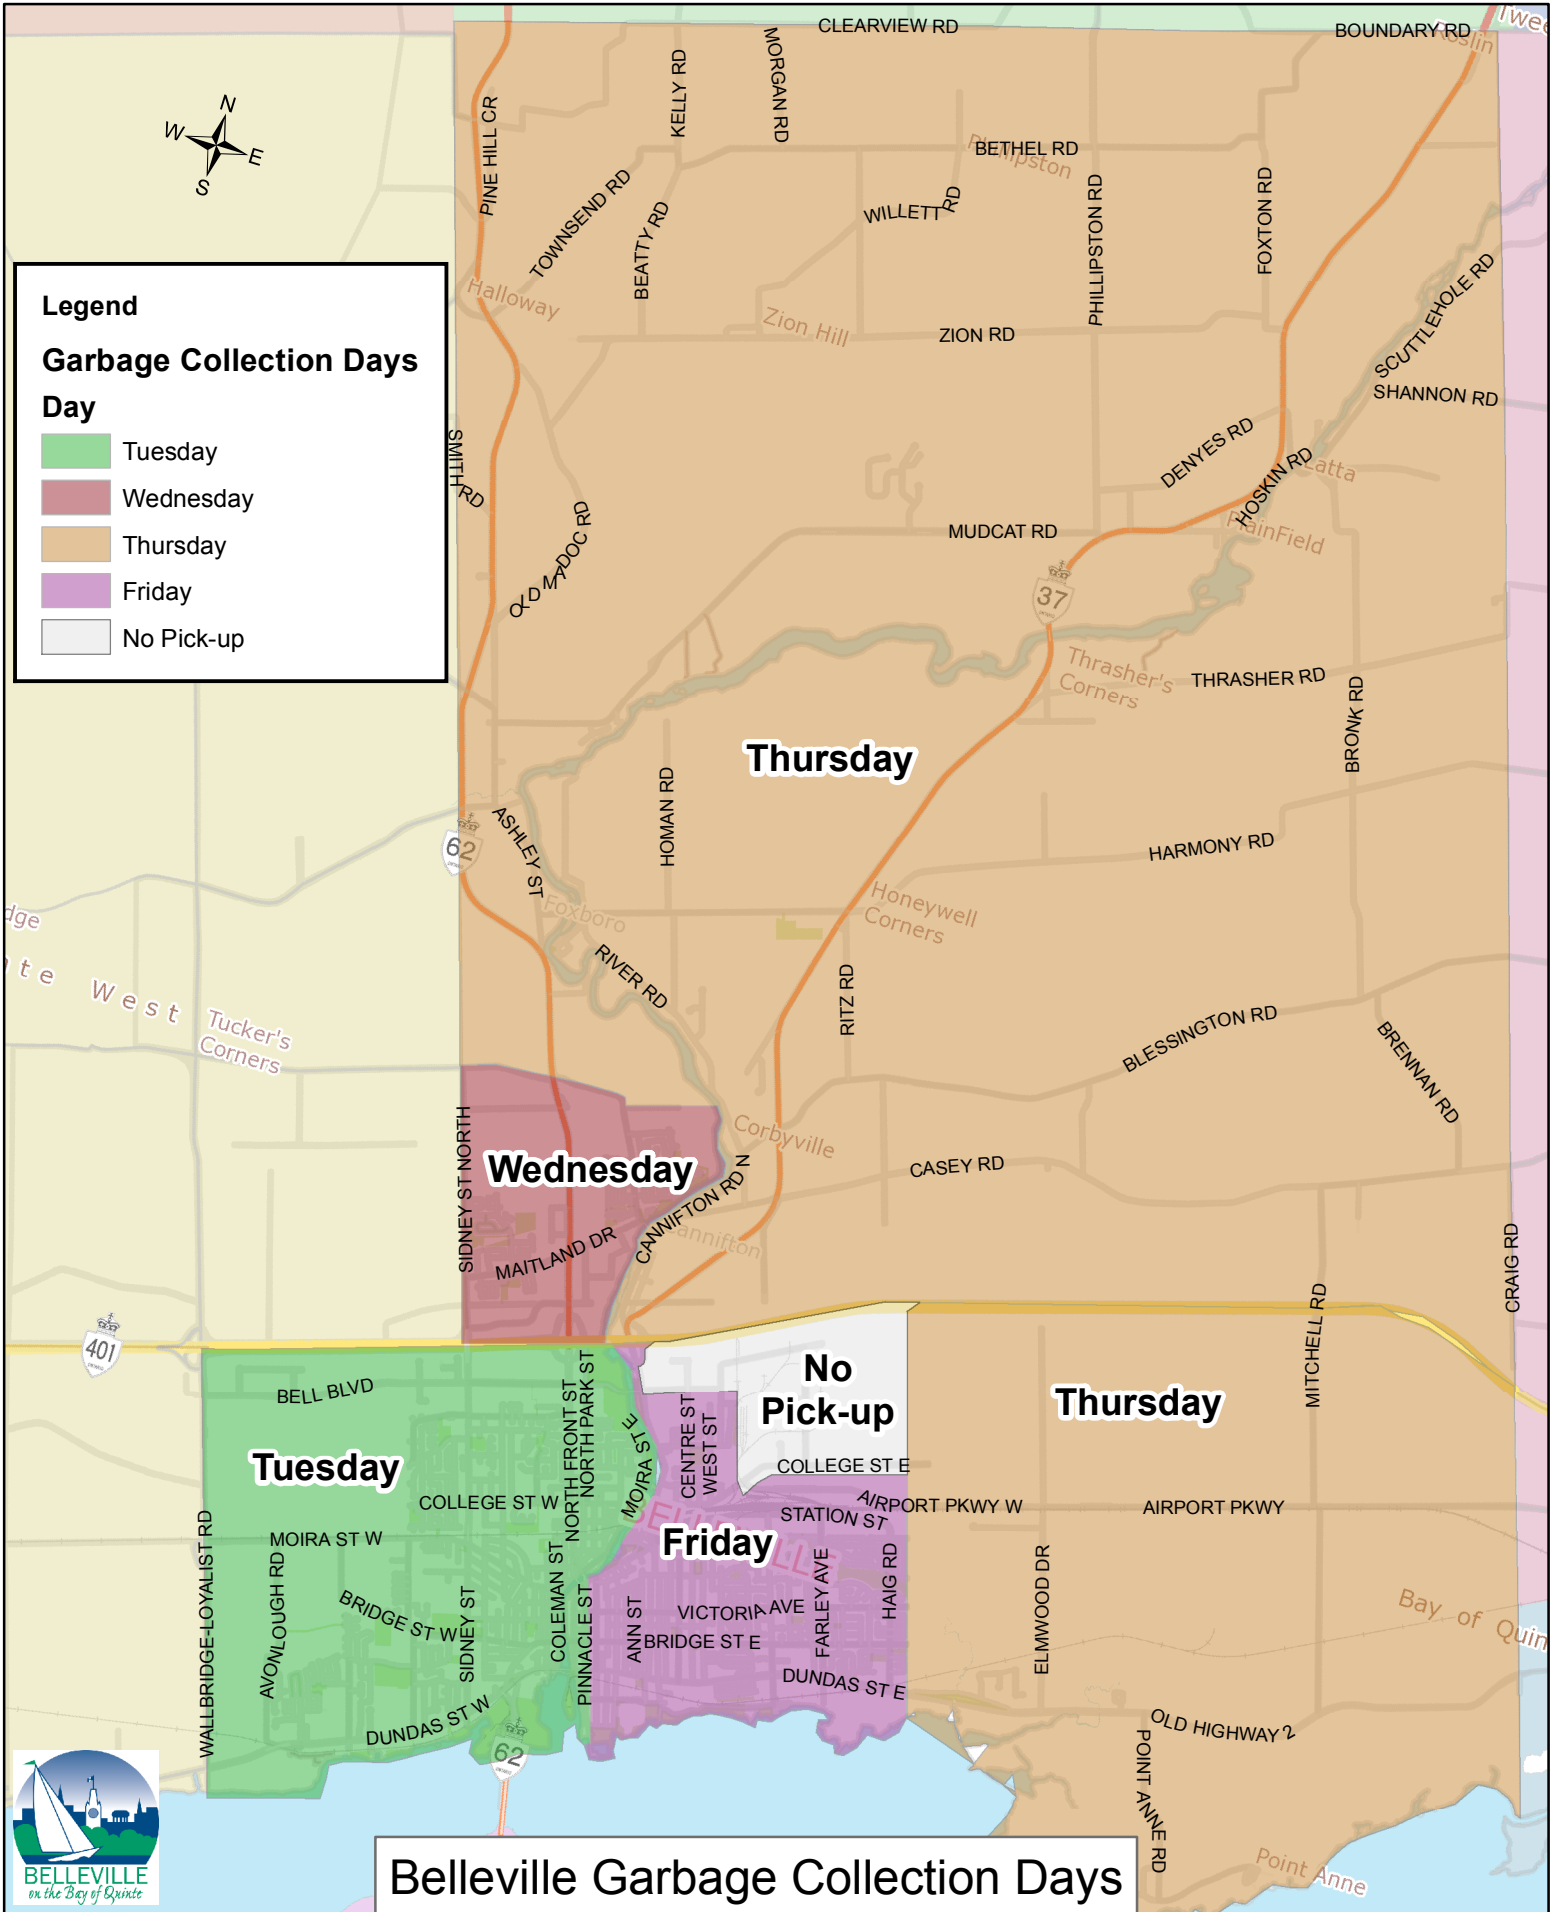 CLEARVIEW RD
BOUNDARY RD
Twee
Roslin
KELLY RD
MORGAN RD
PINE HILL CR
N
W
E
S
BETHEL RD
Phillipston
TOWNSEND RD
BEATTY RD
WILLETT RD
PHILLIPSTON RD
FOXTON RD
SCUTTLEHOLE RD
Halloway
Zion Hill
ZION RD
SHANNON RD
Legend
Garbage Collection Days
Day
Tuesday
Wednesday
Thursday
Friday
No Pick-up
SMITH RD
OLD MADOC RD
DENYES RD
HOSKIN RD
Latta
PlainField
MUDCAT RD
37
Thrasher's
Corners
THRASHER RD
BRONK RD
Thursday
HOMAN RD
ASHLEY ST
62
HARMONY RD
Foxboro
Honeywell
Corners
RIVER RD
RITZ RD
dge
te West
Tucker's
Corners
BLESSINGTON RD
BRENNAN RD
SIDNEY ST NORTH
Wednesday
Corbyville
CASEY RD
CANNIFTON RD N
Cannifton
MAITLAND DR
MITCHELL RD
CRAIG RD
401
No
Pick-up
Thursday
BELL BLVD
NORTH FRONT ST
NORTH PARK ST
MOIRA ST E
CENTRE ST
WEST ST
Tuesday
COLLEGE ST E
COLLEGE ST W
AIRPORT PKWY W
AIRPORT PKWY
STATION ST
BELLEVILLE
Friday
MOIRA ST W
WALLBRIDGE-LOYALIST RD
AVONLOUGH RD
BRIDGE ST W
SIDNEY ST
COLEMAN ST
PINNACLE ST
ANN ST
VICTORIA AVE
BRIDGE ST E
FARLEY AVE
HAIG RD
ELMWOOD DR
Bay of Quin
DUNDAS ST E
DUNDAS ST W
62
OLD HIGHWAY 2
POINT ANNE RD
Point Anne
BELLEVILLE
on the Bay of Quinte
Belleville Garbage Collection Days